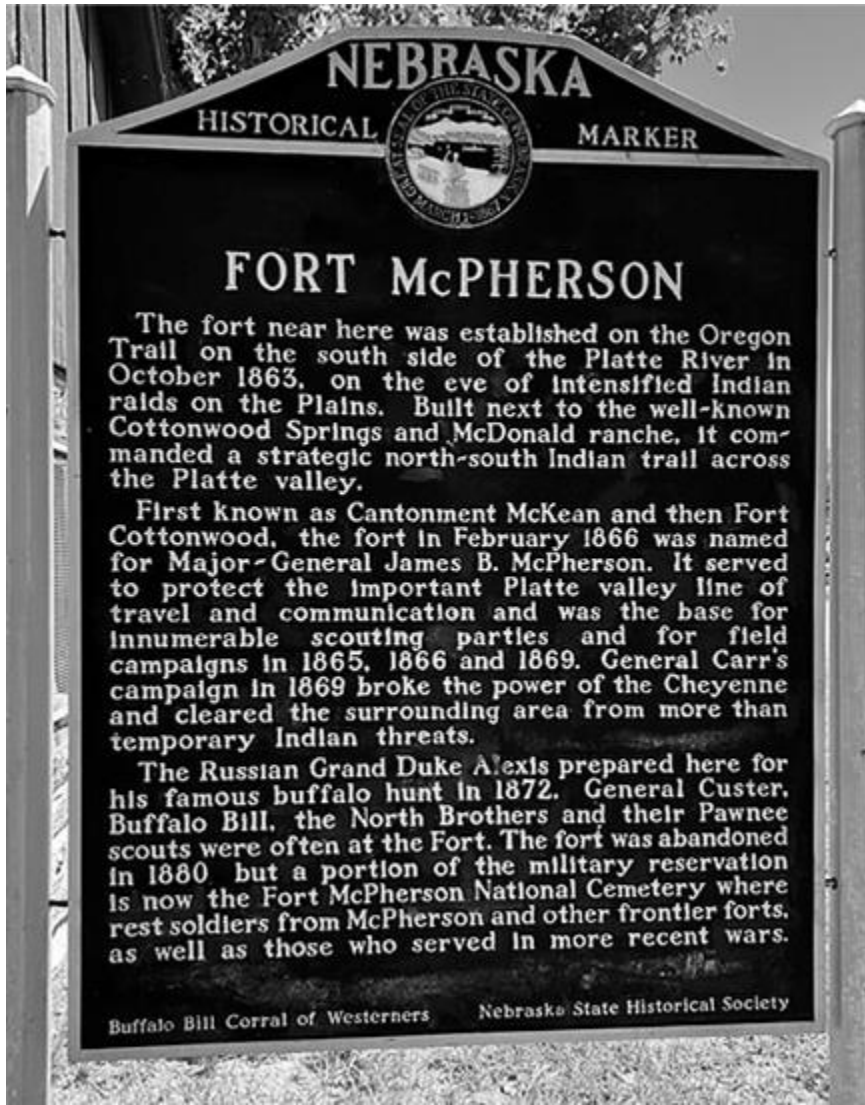 NEBRASKA
HISTORICAL MARKER
GREAT SEAL OF THE STATE OF NEBRASKA
MARCH 1ST 1867
FORT McPHERSON
The fort near here was established on the Oregon
Trail on the south side of the Platte River in
October 1863, on the eve of intensified Indian
raids on the Plains. Built next to the well-known
Cottonwood Springs and McDonald ranche, it com-
manded a strategic north-south Indian trail across
the Platte valley.
First known as Cantonment McKean and then Fort
Cottonwood, the fort in February 1866 was named
for Major-General James B. McPherson. It served
to protect the important Platte valley line of
travel and communication and was the base for
innumerable scouting parties and for field
campaigns in 1865, 1866 and 1869. General Carr's
campaign in 1869 broke the power of the Cheyenne
and cleared the surrounding area from more than
temporary Indian threats.
The Russian Grand Duke Alexis prepared here for
his famous buffalo hunt in 1872. General Custer,
Buffalo Bill, the North Brothers and their Pawnee
scouts were often at the Fort. The fort was abandoned
in 1880 but a portion of the military reservation
is now the Fort McPherson National Cemetery where
rest soldiers from McPherson and other frontier forts,
as well as those who served in more recent wars.
Buffalo Bill Corral of Westerners Nebraska State Historical Society